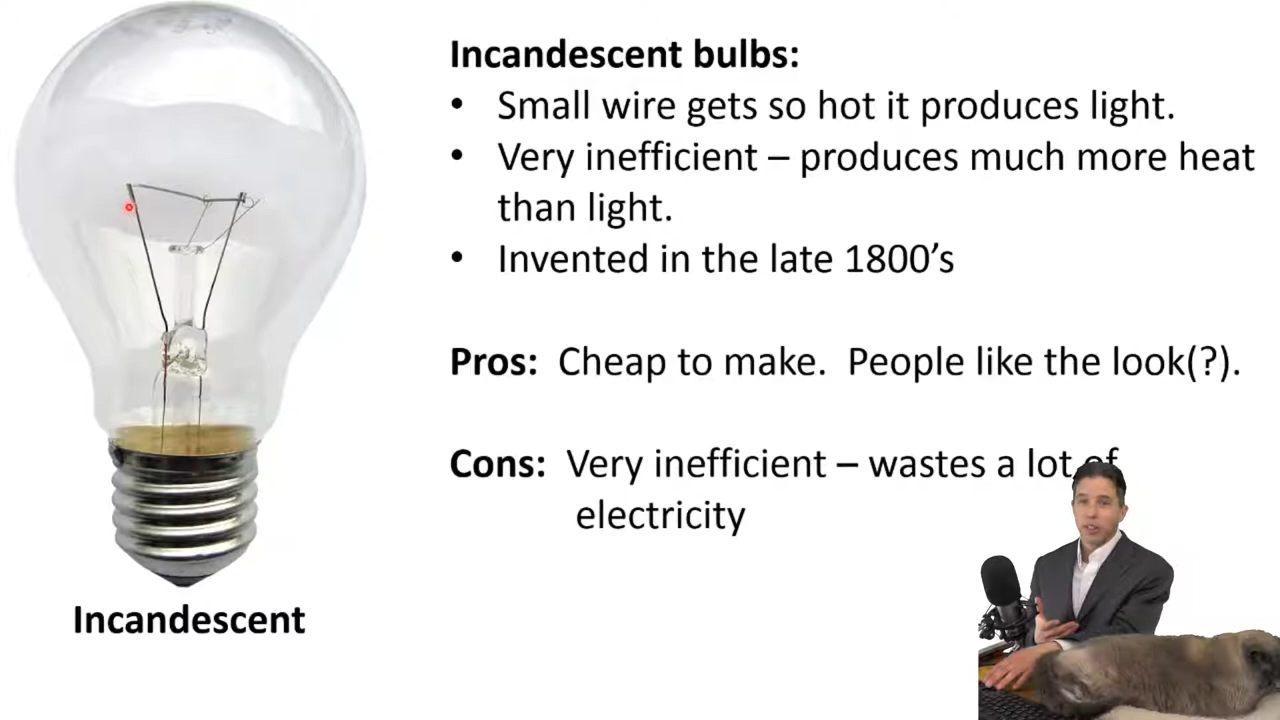 Incandescent bulbs:
• Small wire gets so hot it produces light.
• Very inefficient – produces much more heat
than light.
• Invented in the late 1800’s
Pros: Cheap to make. People like the look(?).
Cons: Very inefficient – wastes a lot of
electricity
Incandescent